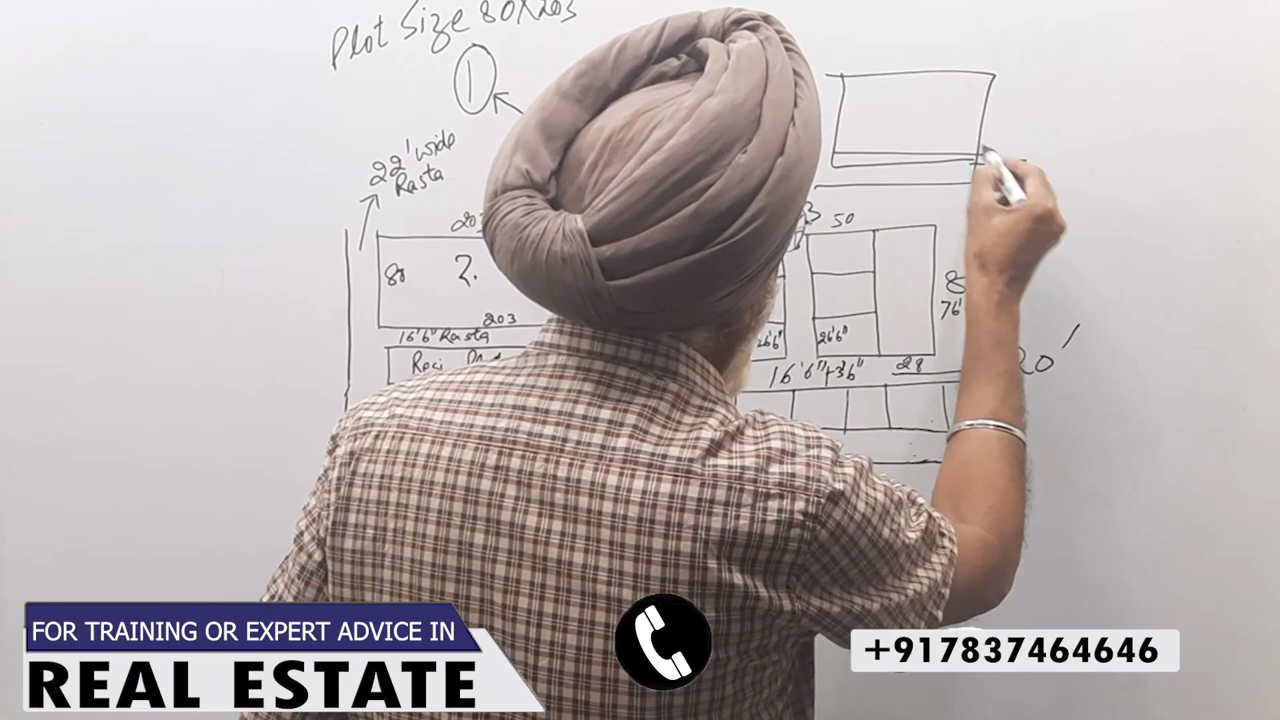 Plot Size 80X203
1
22' wide
Rasta
203
50
80
2.
76'
203
16'6" Rasta
26'6"
26'6"
16'6"+3'6"
28
20'
FOR TRAINING OR EXPERT ADVICE IN
REAL ESTATE
+917837464646